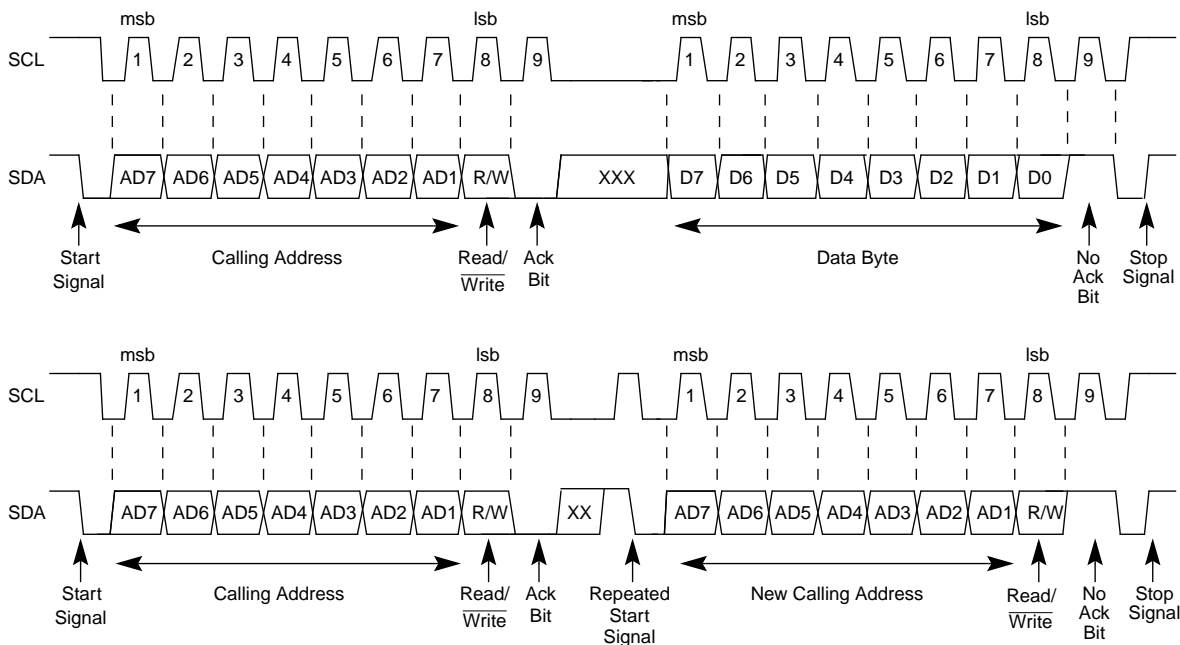 msb lsb msb lsb
SCL 1 2 3 4 5 6 7 8 9 1 2 3 4 5 6 7 8 9
SDA AD7 AD6 AD5 AD4 AD3 AD2 AD1 R/W XXX D7 D6 D5 D4 D3 D2 D1 D0
Start Signal
Calling Address
Read/ Write
Ack Bit
Data Byte
No Ack Bit
Stop Signal
msb lsb msb lsb
SCL 1 2 3 4 5 6 7 8 9 1 2 3 4 5 6 7 8 9
SDA AD7 AD6 AD5 AD4 AD3 AD2 AD1 R/W XX AD7 AD6 AD5 AD4 AD3 AD2 AD1 R/W
Start Signal
Calling Address
Read/ Write
Ack Bit
Repeated Start Signal
New Calling Address
Read/ Write
No Ack Bit
Stop Signal